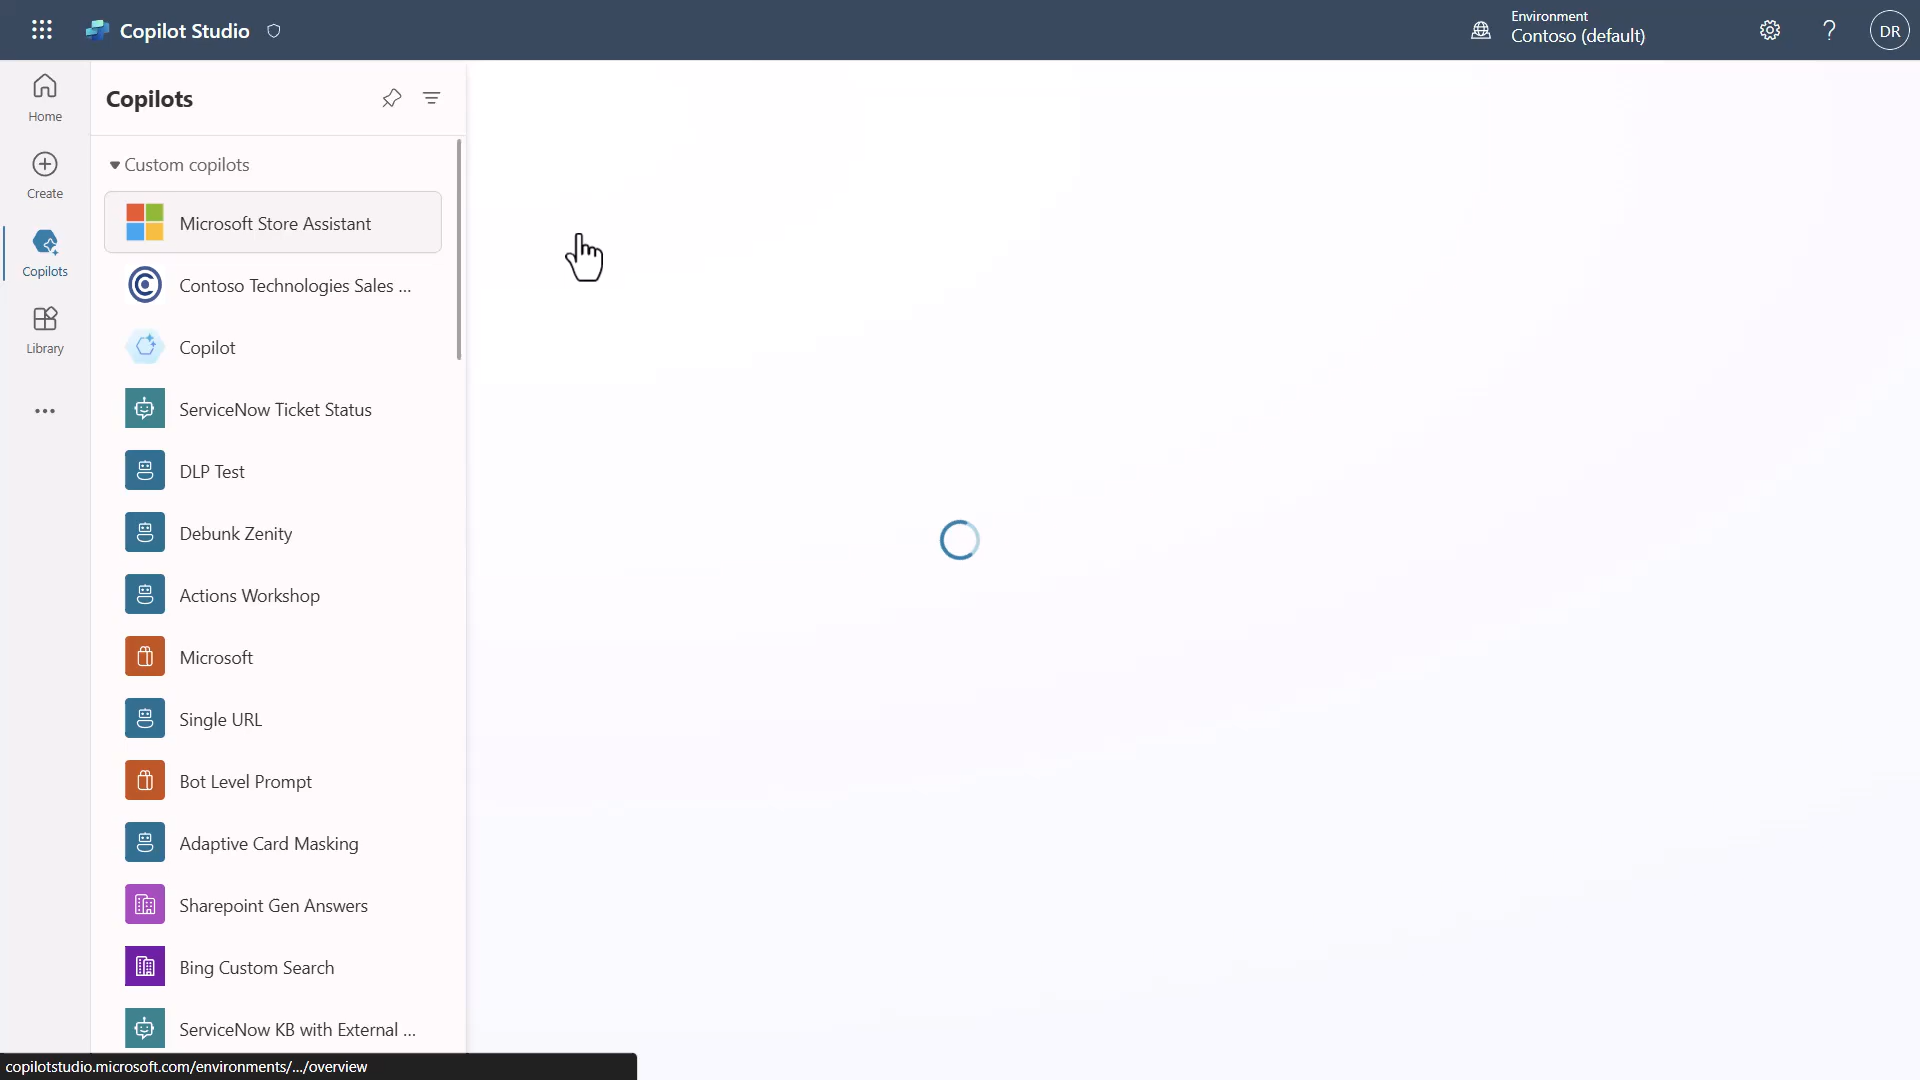 Copilot Studio
Environment
Contoso (default)
?
DR
Home
Create
Copilots
Library
Copilots
Custom copilots
Microsoft Store Assistant
Contoso Technologies Sales ...
Copilot
ServiceNow Ticket Status
DLP Test
Debunk Zenity
Actions Workshop
Microsoft
Single URL
Bot Level Prompt
Adaptive Card Masking
Sharepoint Gen Answers
Bing Custom Search
ServiceNow KB with External ...
copilotstudio.microsoft.com/environments/.../overview